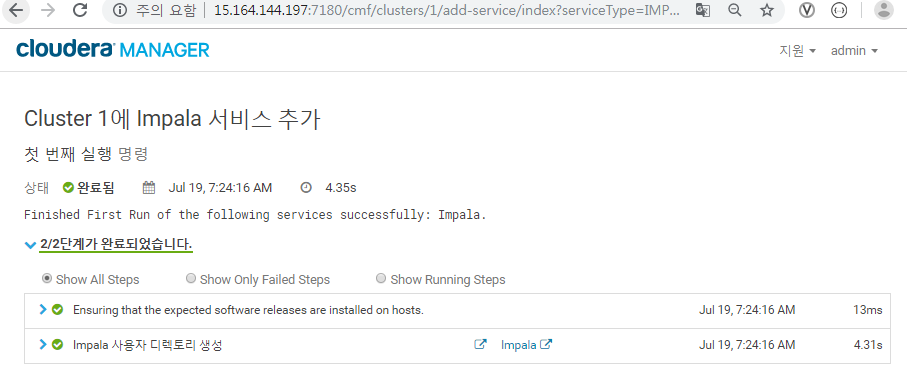 주의 요함 15.164.144.197:7180/cmf/clusters/1/add-service/index?serviceType=IMP...
cloudera MANAGER 지원 admin
Cluster 1에 Impala 서비스 추가
첫 번째 실행 명령
상태 완료됨 Jul 19, 7:24:16 AM 4.35s
Finished First Run of the following services successfully: Impala.
2/2단계가 완료되었습니다.
Show All Steps Show Only Failed Steps Show Running Steps
Ensuring that the expected software releases are installed on hosts. Jul 19, 7:24:16 AM 13ms
Impala 사용자 디렉토리 생성 Impala Jul 19, 7:24:16 AM 4.31s